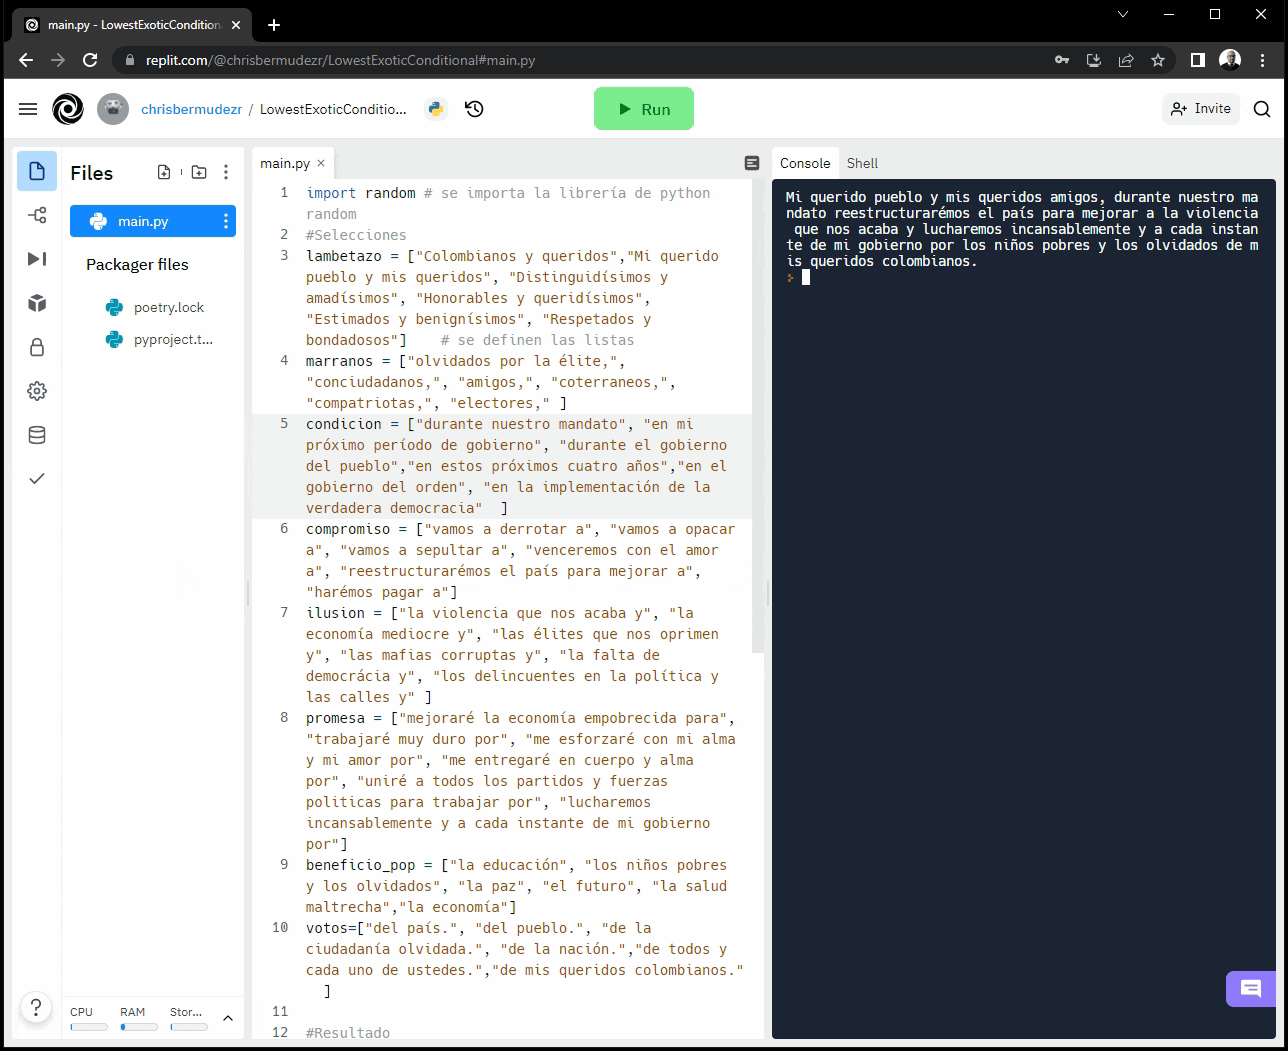 main.py - LowestExoticCondition
replit.com/@chrisbermudezr/LowestExoticConditional#main.py
chrisbermudezr / LowestExoticConditio...
Run
Invite
Files
main.py
Packager files
poetry.lock
pyproject.t...
?
CPU RAM Stor...
main.py
1 import random # se importa la librería de python
random
2 #Selecciones
3 lambetazo = ["Colombianos y queridos","Mi querido
pueblo y mis queridos", "Distinguidísimos y
amadísimos", "Honorables y queridísimos",
"Estimados y benignísimos", "Respetados y
bondadosos"]    # se definen las listas
4 marranos = ["olvidados por la élite,",
"conciudadanos,", "amigos,", "coterraneos,",
"compatriotas,", "electores," ]
5 condicion = ["durante nuestro mandato", "en mi
próximo período de gobierno", "durante el gobierno
del pueblo","en estos próximos cuatro años","en el
gobierno del orden", "en la implementación de la
verdadera democracia"  ]
6 compromiso = ["vamos a derrotar a", "vamos a opacar
a", "vamos a sepultar a", "venceremos con el amor
a", "reestructurarémos el país para mejorar a",
"harémos pagar a"]
7 ilusion = ["la violencia que nos acaba y", "la
economía mediocre y", "las élites que nos oprimen
y", "las mafias corruptas y", "la falta de
democrácia y", "los delincuentes en la política y
las calles y" ]
8 promesa = ["mejoraré la economía empobrecida para",
"trabajaré muy duro por", "me esforzaré con mi alma
y mi amor por", "me entregaré en cuerpo y alma
por", "uniré a todos los partidos y fuerzas
politicas para trabajar por", "lucharemos
incansablemente y a cada instante de mi gobierno
por"]
9 beneficio_pop = ["la educación", "los niños pobres
y los olvidados", "la paz", "el futuro", "la salud
maltrecha","la economía"]
10 votos=["del país.", "del pueblo.", "de la
ciudadanía olvidada.", "de la nación.","de todos y
cada uno de ustedes.","de mis queridos colombianos."
]
11
12 #Resultado
Console Shell
Mi querido pueblo y mis queridos amigos, durante nuestro ma
ndato reestructurarémos el país para mejorar a la violencia
que nos acaba y lucharemos incansablemente y a cada instan
te de mi gobierno por los niños pobres y los olvidados de m
is queridos colombianos.